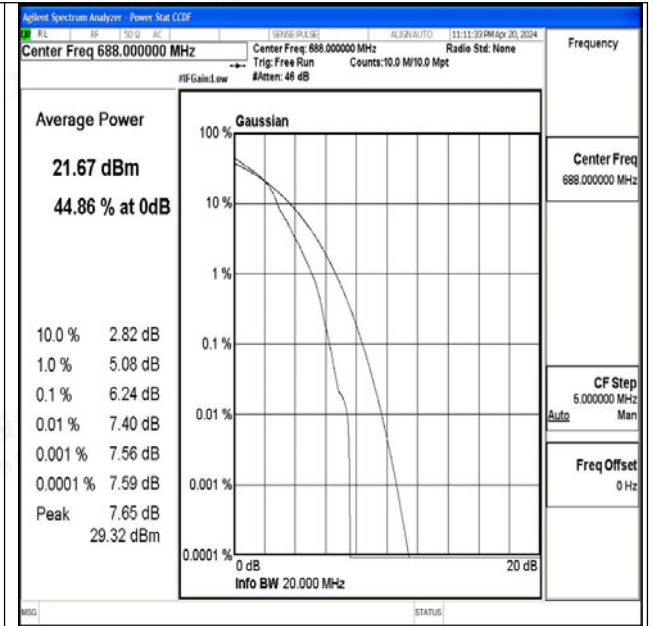 Agilent Spectrum Analyzer - Power Stat CCDF
RL RF 50 Ω AC SENSE:PULSE ALIGNAUTO 11:11:33 PM Apr 20, 2024
Center Freq 688.000000 MHz
Center Freq: 688.000000 MHz Radio Std: None
Trig: Free Run Counts:10.0 M/10.0 Mpt
#IFGain:Low #Atten: 46 dB
Average Power
21.67 dBm
44.86 % at 0dB
10.0 % 2.82 dB
1.0 % 5.08 dB
0.1 % 6.24 dB
0.01 % 7.40 dB
0.001 % 7.56 dB
0.0001 % 7.59 dB
Peak 7.65 dB
29.32 dBm
Gaussian
100 %
10 %
1 %
0.1 %
0.01 %
0.001 %
0.0001 %
0 dB 20 dB
Info BW 20.000 MHz
Frequency
Center Freq
688.000000 MHz
CF Step
5.000000 MHz
Auto Man
Freq Offset
0 Hz
MSG STATUS